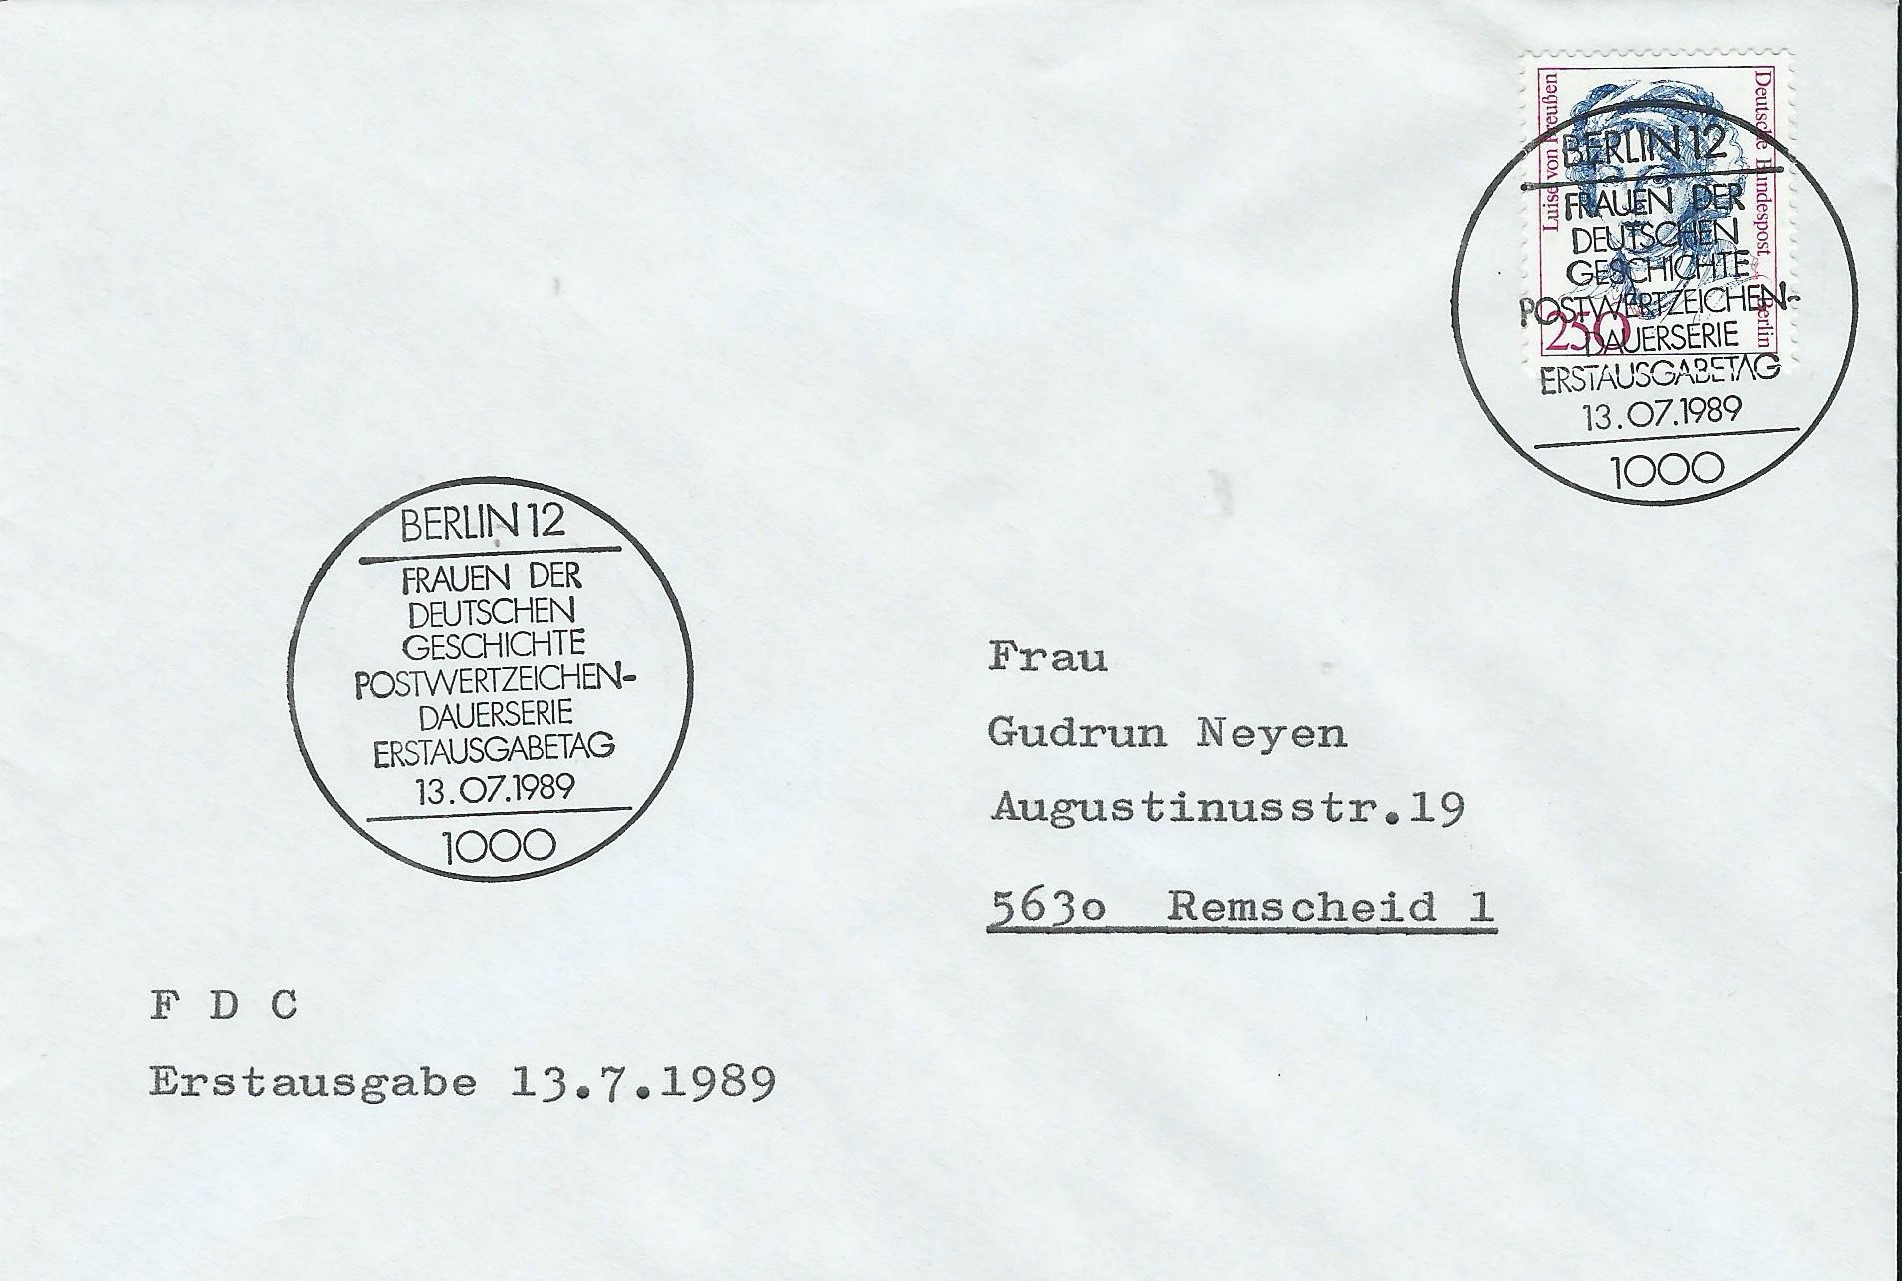 Luise von Preußen
Deutsche Bundespost Berlin
250
BERLIN 12
FRAUEN DER
DEUTSCHEN
GESCHICHTE
POSTWERTZEICHEN-
DAUERSERIE
ERSTAUSGABETAG
13.07.1989
1000
BERLIN 12
FRAUEN DER
DEUTSCHEN
GESCHICHTE
POSTWERTZEICHEN-
DAUERSERIE
ERSTAUSGABETAG
13.07.1989
1000
Frau
Gudrun Neyen
Augustinusstr.19
563o Remscheid 1
F D C
Erstausgabe 13.7.1989